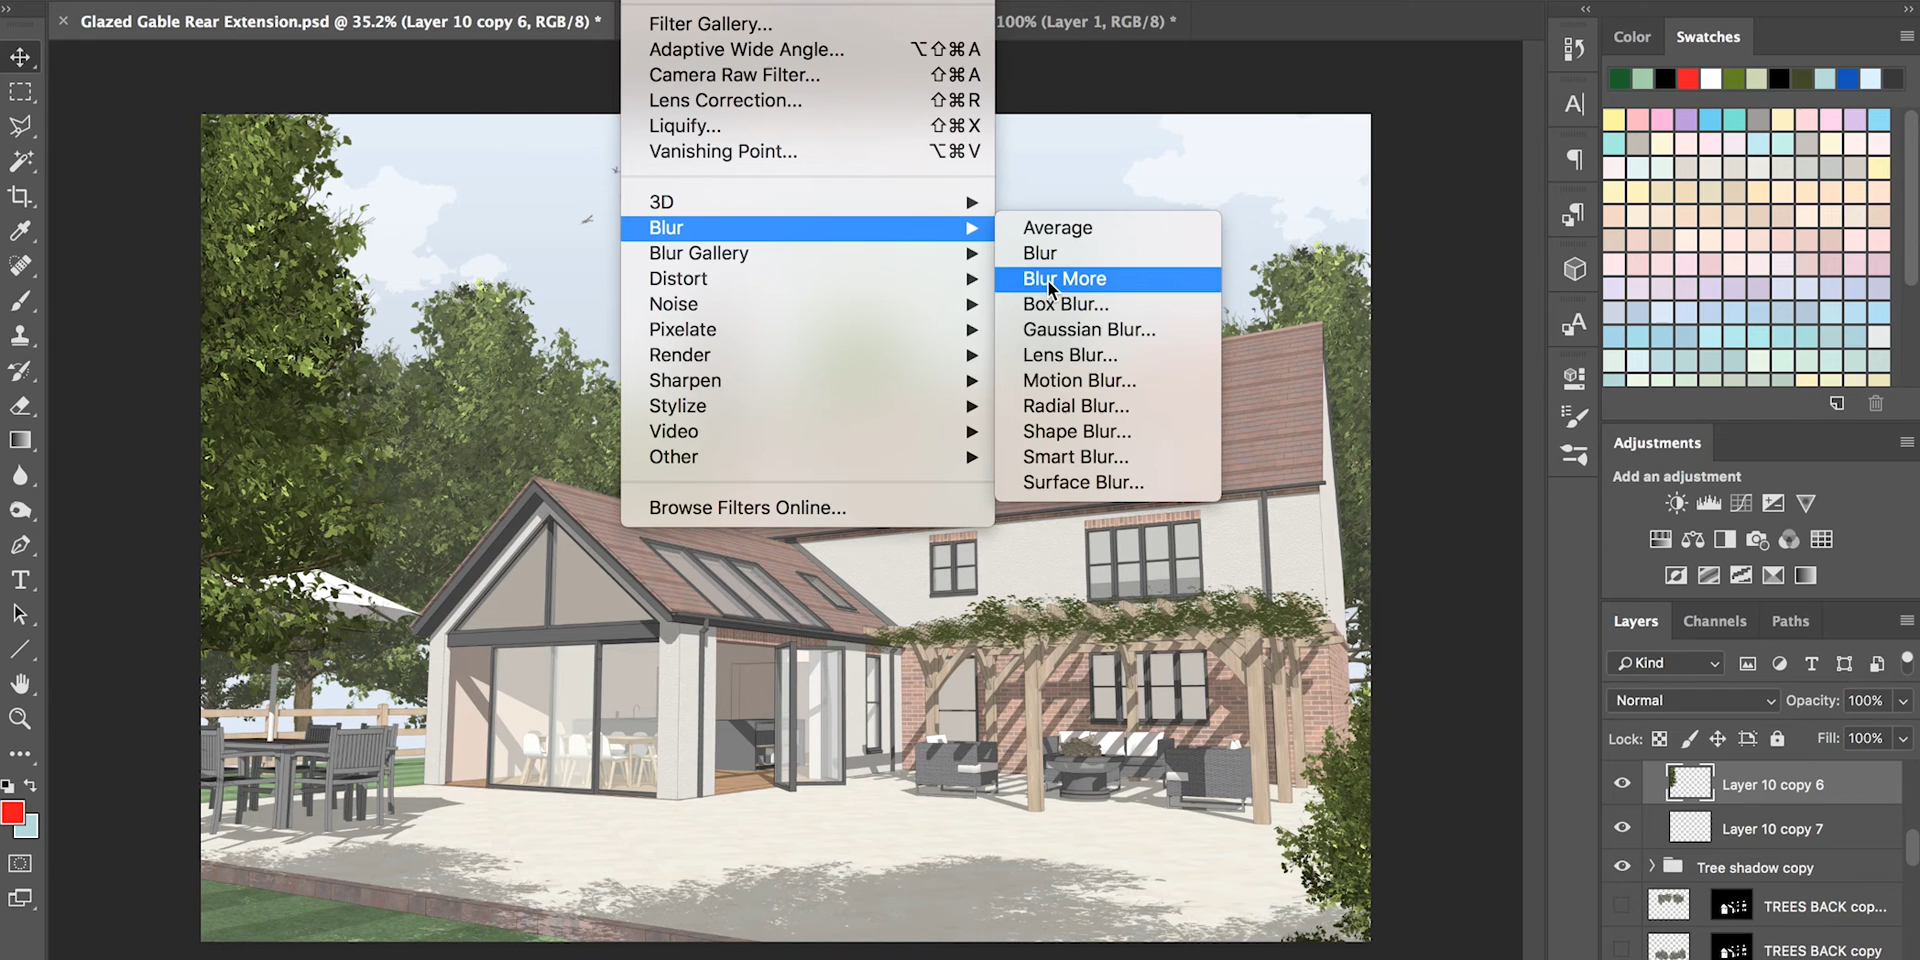 Glazed Gable Rear Extension.psd @ 35.2% (Layer 10 copy 6, RGB/8) *
100% (Layer 1, RGB/8) *
Filter Gallery...
Adaptive Wide Angle... ⌥⇧⌘A
Camera Raw Filter... ⇧⌘A
Lens Correction... ⇧⌘R
Liquify... ⇧⌘X
Vanishing Point... ⌥⌘V
3D
Blur
Blur Gallery
Distort
Noise
Pixelate
Render
Sharpen
Stylize
Video
Other
Browse Filters Online...
Average
Blur
Blur More
Box Blur...
Gaussian Blur...
Lens Blur...
Motion Blur...
Radial Blur...
Shape Blur...
Smart Blur...
Surface Blur...
Color Swatches
Adjustments
Add an adjustment
Layers Channels Paths
Kind
Normal Opacity: 100%
Lock: Fill: 100%
Layer 10 copy 6
Layer 10 copy 7
Tree shadow copy
TREES BACK cop...
TREES BACK copy